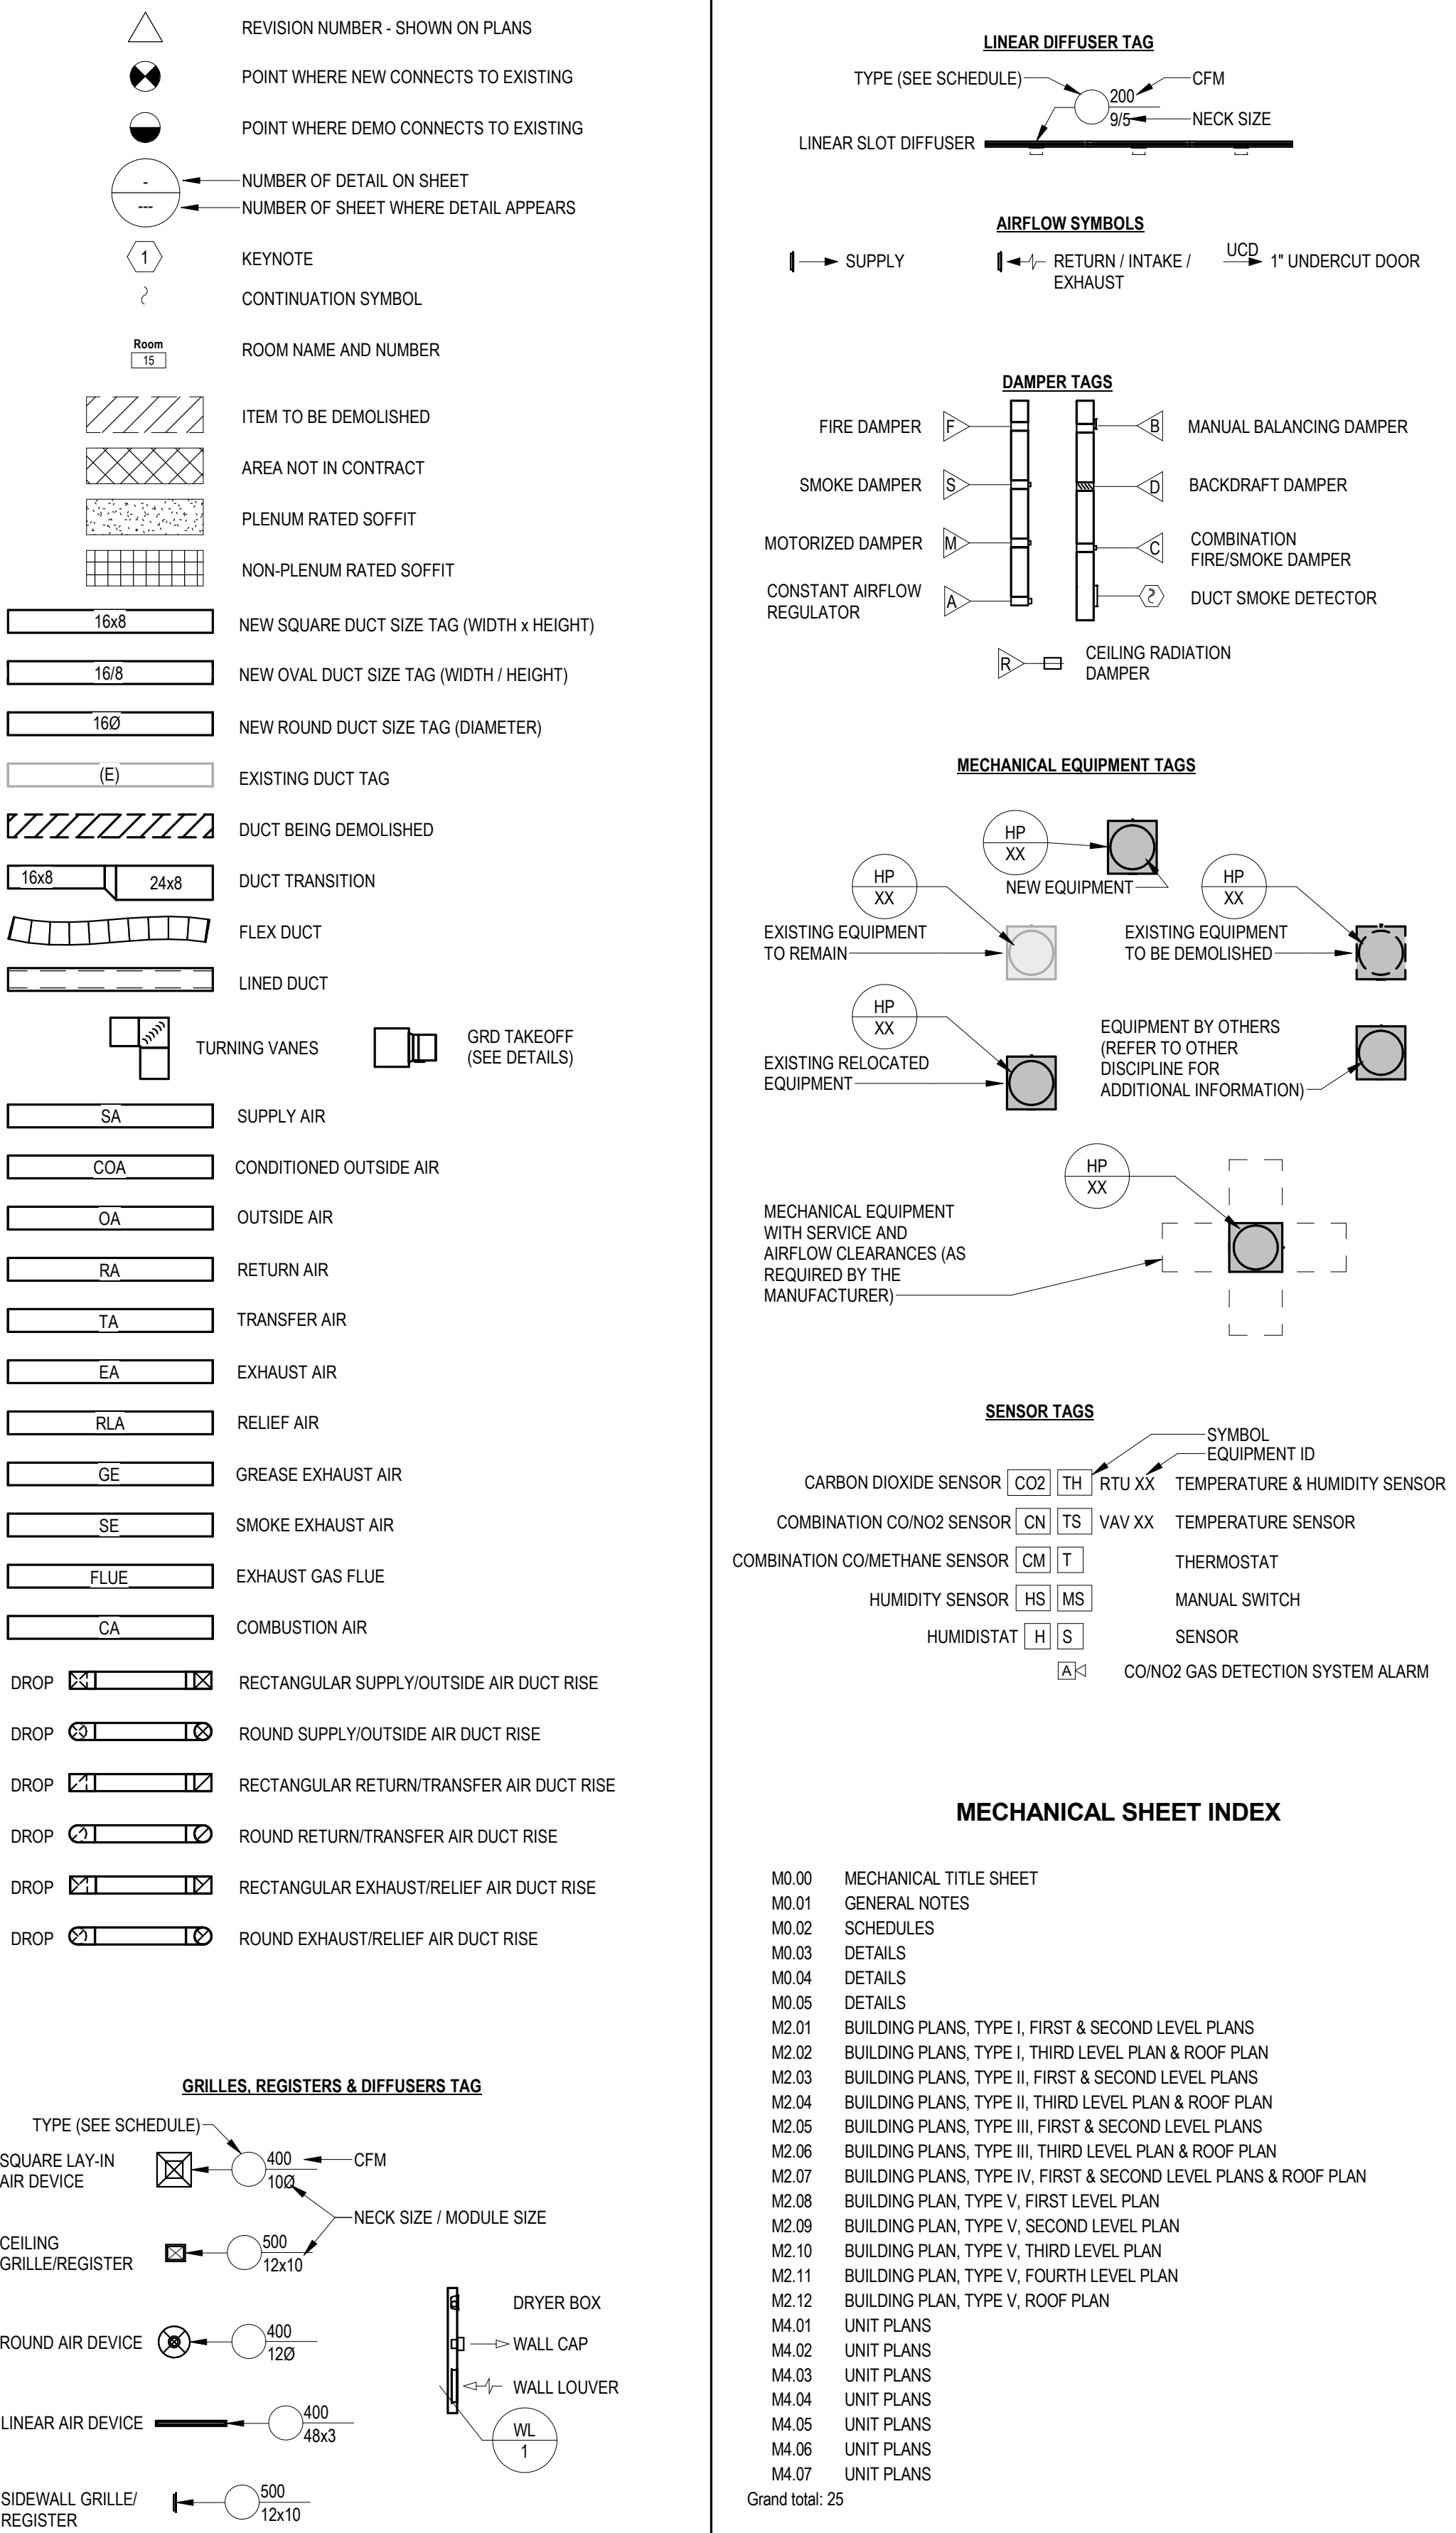 REVISION NUMBER - SHOWN ON PLANS
POINT WHERE NEW CONNECTS TO EXISTING
POINT WHERE DEMO CONNECTS TO EXISTING
-
NUMBER OF DETAIL ON SHEET
---
NUMBER OF SHEET WHERE DETAIL APPEARS
1
KEYNOTE
CONTINUATION SYMBOL
Room
15
ROOM NAME AND NUMBER
ITEM TO BE DEMOLISHED
AREA NOT IN CONTRACT
PLENUM RATED SOFFIT
NON-PLENUM RATED SOFFIT
16x8 NEW SQUARE DUCT SIZE TAG (WIDTH x HEIGHT)
16/8 NEW OVAL DUCT SIZE TAG (WIDTH / HEIGHT)
16Ø NEW ROUND DUCT SIZE TAG (DIAMETER)
(E) EXISTING DUCT TAG
DUCT BEING DEMOLISHED
16x8 24x8 DUCT TRANSITION
FLEX DUCT
LINED DUCT
TURNING VANES
GRD TAKEOFF
(SEE DETAILS)
SA SUPPLY AIR
COA CONDITIONED OUTSIDE AIR
OA OUTSIDE AIR
RA RETURN AIR
TA TRANSFER AIR
EA EXHAUST AIR
RLA RELIEF AIR
GE GREASE EXHAUST AIR
SE SMOKE EXHAUST AIR
FLUE EXHAUST GAS FLUE
CA COMBUSTION AIR
DROP RECTANGULAR SUPPLY/OUTSIDE AIR DUCT RISE
DROP ROUND SUPPLY/OUTSIDE AIR DUCT RISE
DROP RECTANGULAR RETURN/TRANSFER AIR DUCT RISE
DROP ROUND RETURN/TRANSFER AIR DUCT RISE
DROP RECTANGULAR EXHAUST/RELIEF AIR DUCT RISE
DROP ROUND EXHAUST/RELIEF AIR DUCT RISE
GRILLES, REGISTERS & DIFFUSERS TAG
TYPE (SEE SCHEDULE)
SQUARE LAY-IN
AIR DEVICE
400
10Ø
CFM
NECK SIZE / MODULE SIZE
CEILING
GRILLE/REGISTER
500
12x10
ROUND AIR DEVICE
400
12Ø
LINEAR AIR DEVICE
400
48x3
SIDEWALL GRILLE/
REGISTER
500
12x10
DRYER BOX
WALL CAP
WALL LOUVER
WL
1
LINEAR DIFFUSER TAG
TYPE (SEE SCHEDULE)
200
CFM
9/5
NECK SIZE
LINEAR SLOT DIFFUSER
AIRFLOW SYMBOLS
SUPPLY
RETURN / INTAKE /
EXHAUST
UCD
1" UNDERCUT DOOR
DAMPER TAGS
FIRE DAMPER F
B MANUAL BALANCING DAMPER
SMOKE DAMPER S
D BACKDRAFT DAMPER
MOTORIZED DAMPER M
C COMBINATION
FIRE/SMOKE DAMPER
CONSTANT AIRFLOW
REGULATOR
A
DUCT SMOKE DETECTOR
R
CEILING RADIATION
DAMPER
MECHANICAL EQUIPMENT TAGS
HP
XX
NEW EQUIPMENT
HP
XX
EXISTING EQUIPMENT
TO REMAIN
HP
XX
EXISTING EQUIPMENT
TO BE DEMOLISHED
HP
XX
EXISTING RELOCATED
EQUIPMENT
EQUIPMENT BY OTHERS
(REFER TO OTHER
DISCIPLINE FOR
ADDITIONAL INFORMATION)
HP
XX
MECHANICAL EQUIPMENT
WITH SERVICE AND
AIRFLOW CLEARANCES (AS
REQUIRED BY THE
MANUFACTURER)
SENSOR TAGS
SYMBOL
EQUIPMENT ID
CARBON DIOXIDE SENSOR CO2 TH RTU XX TEMPERATURE & HUMIDITY SENSOR
COMBINATION CO/NO2 SENSOR CN TS VAV XX TEMPERATURE SENSOR
COMBINATION CO/METHANE SENSOR CM T THERMOSTAT
HUMIDITY SENSOR HS MS MANUAL SWITCH
HUMIDISTAT H S SENSOR
A CO/NO2 GAS DETECTION SYSTEM ALARM
MECHANICAL SHEET INDEX
M0.00 MECHANICAL TITLE SHEET
M0.01 GENERAL NOTES
M0.02 SCHEDULES
M0.03 DETAILS
M0.04 DETAILS
M0.05 DETAILS
M2.01 BUILDING PLANS, TYPE I, FIRST & SECOND LEVEL PLANS
M2.02 BUILDING PLANS, TYPE I, THIRD LEVEL PLAN & ROOF PLAN
M2.03 BUILDING PLANS, TYPE II, FIRST & SECOND LEVEL PLANS
M2.04 BUILDING PLANS, TYPE II, THIRD LEVEL PLAN & ROOF PLAN
M2.05 BUILDING PLANS, TYPE III, FIRST & SECOND LEVEL PLANS
M2.06 BUILDING PLANS, TYPE III, THIRD LEVEL PLAN & ROOF PLAN
M2.07 BUILDING PLANS, TYPE IV, FIRST & SECOND LEVEL PLANS & ROOF PLAN
M2.08 BUILDING PLAN, TYPE V, FIRST LEVEL PLAN
M2.09 BUILDING PLAN, TYPE V, SECOND LEVEL PLAN
M2.10 BUILDING PLAN, TYPE V, THIRD LEVEL PLAN
M2.11 BUILDING PLAN, TYPE V, FOURTH LEVEL PLAN
M2.12 BUILDING PLAN, TYPE V, ROOF PLAN
M4.01 UNIT PLANS
M4.02 UNIT PLANS
M4.03 UNIT PLANS
M4.04 UNIT PLANS
M4.05 UNIT PLANS
M4.06 UNIT PLANS
M4.07 UNIT PLANS
Grand total: 25